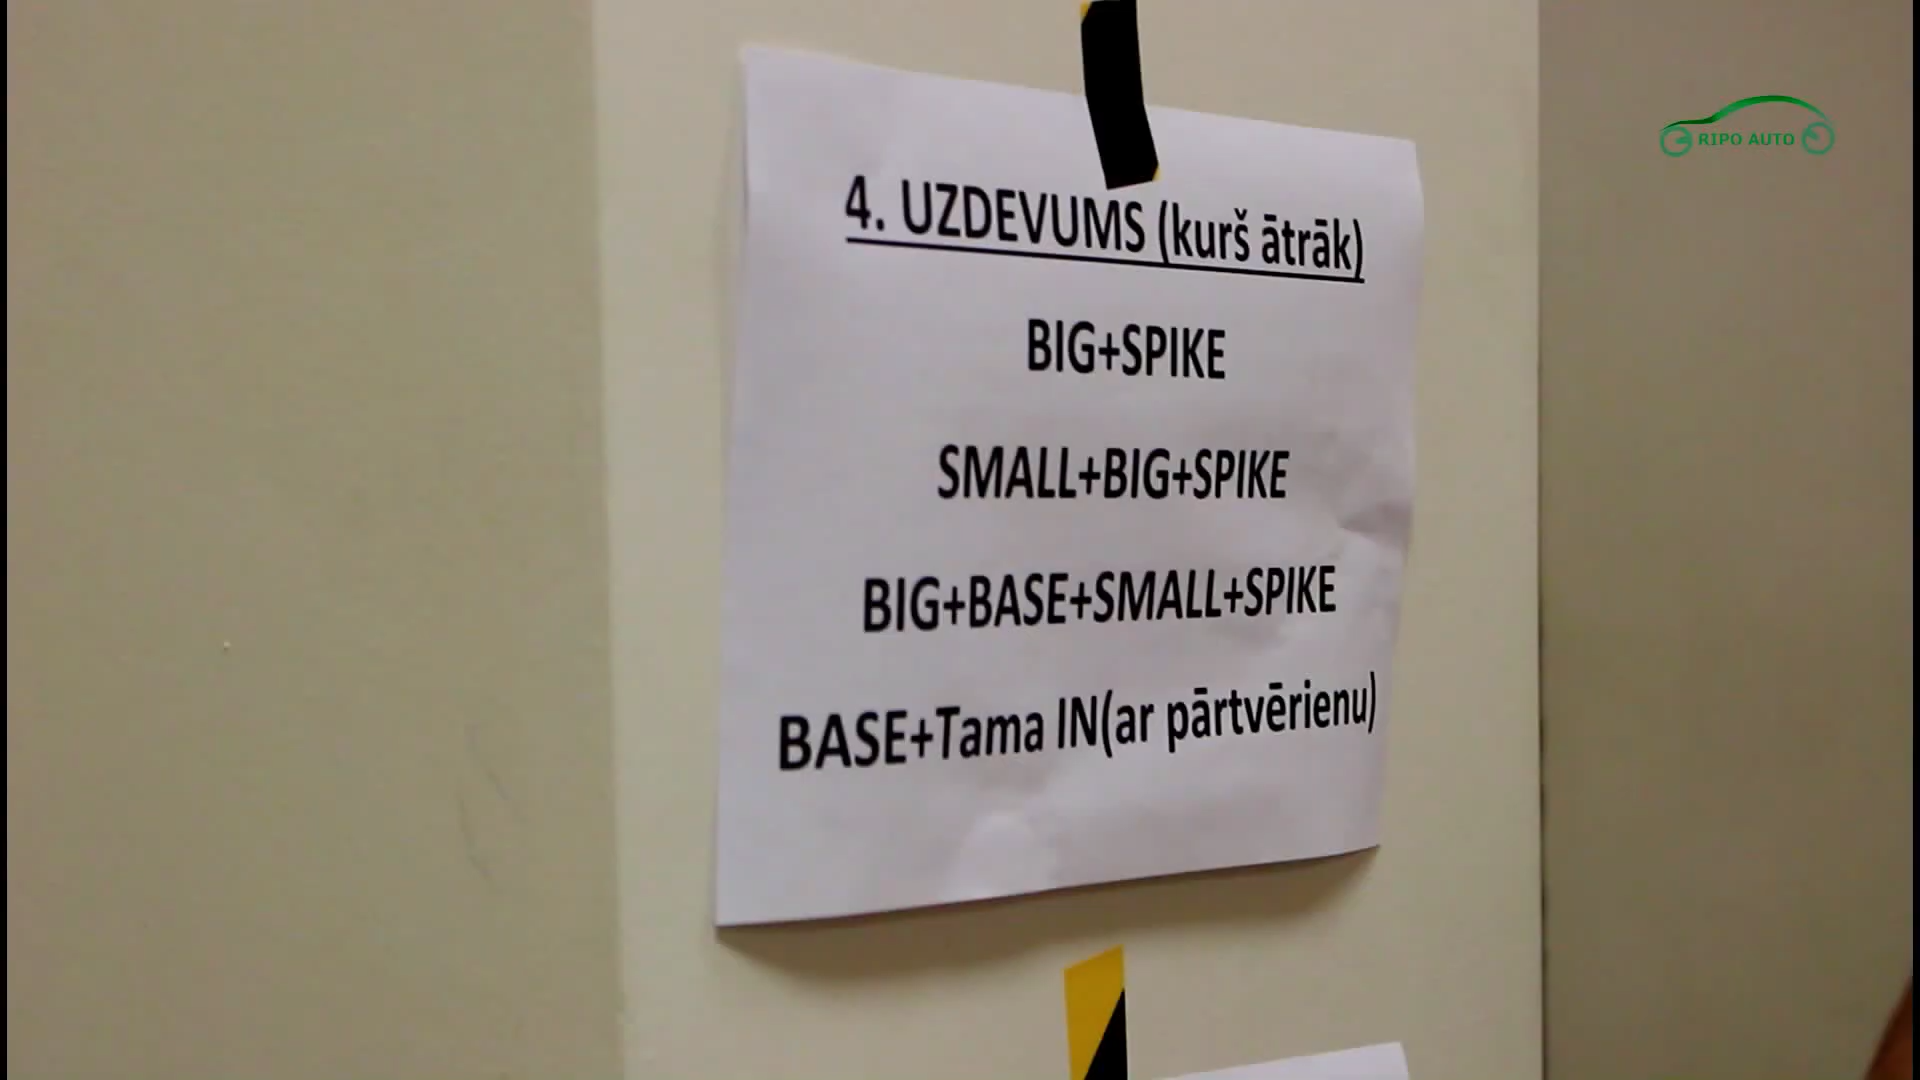 RIPO AUTO
4. UZDEVUMS (kurš ātrāk)
BIG+SPIKE
SMALL+BIG+SPIKE
BIG+BASE+SMALL+SPIKE
BASE+Tama IN(ar pārtvērienu)